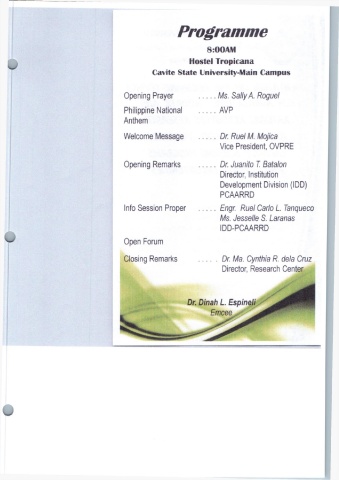 Programme
8:00AM
Hostel Tropicana
Cavite State University-Main Campus
Opening Prayer ..... Ms. Sally A. Roguel
Philippine National ..... AVP
Anthem
Welcome Message ..... Dr. Ruel M. Mojica
Vice President, OVPRE
Opening Remarks ..... Dr. Juanito T. Batalon
Director, Institution
Development Division (IDD)
PCAARRD
Info Session Proper ..... Engr. Ruel Carlo L. Tanqueco
Ms. Jesselle S. Laranas
IDD-PCAARRD
Open Forum
Closing Remarks ..... Dr. Ma. Cynthia R. dela Cruz
Director, Research Center
Dr. Dinah L. Espineli
Emcee